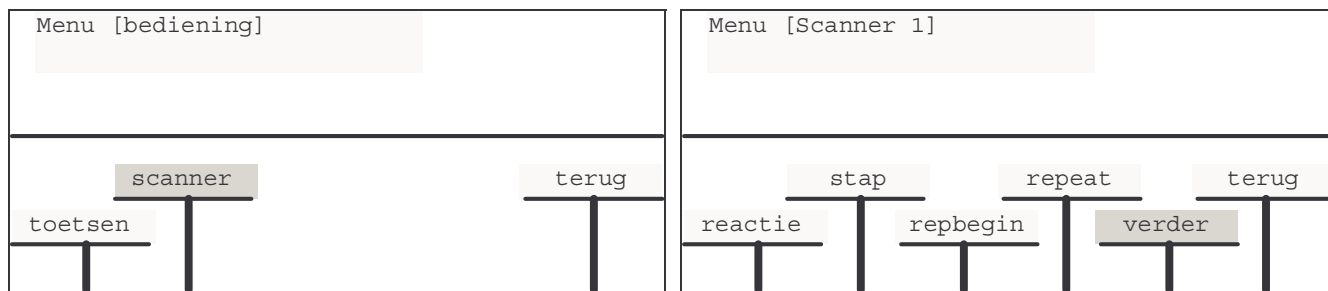 Menu [bediening]
scanner terug
toetsen
Menu [Scanner 1]
stap repeat terug
reactie repbegin verder